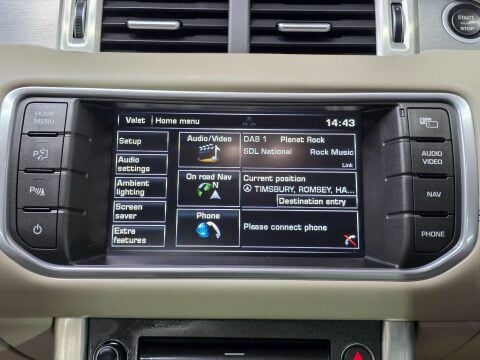 START
STOP
HOME
MENU
AUDIO
VIDEO
NAV
PHONE
Valet Home menu 14:43
Setup
Audio
settings
Ambient
lighting
Screen
saver
Extra
features
Audio/Video
DAB 1 Planet Rock
SDL National Rock Music
Link
On road Nav
N
Current position
TIMSBURY, ROMSEY, HA...
Destination entry
Phone
Please connect phone